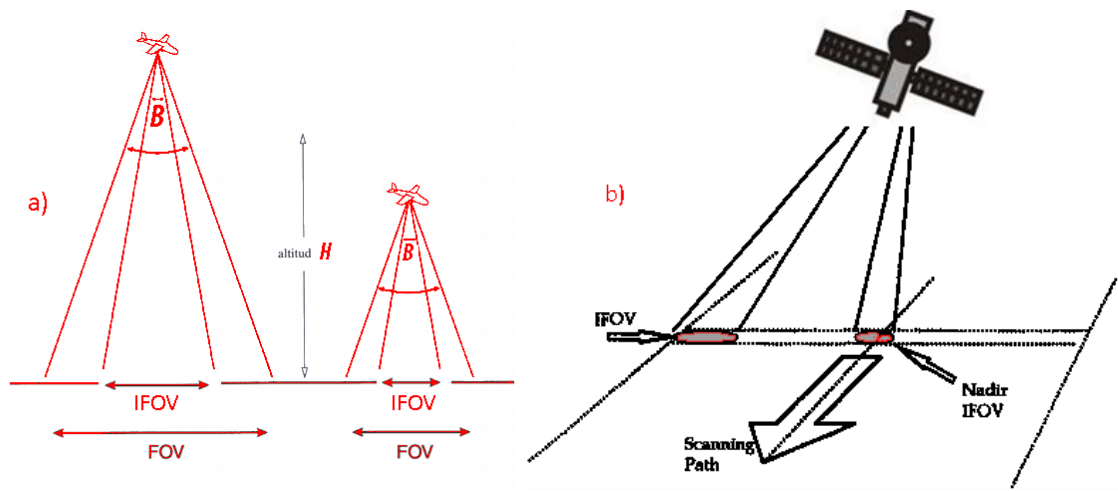 a)
B
altitud H
B
IFOV
FOV
IFOV
FOV
b)
IFOV
Nadir
IFOV
Scanning
Path